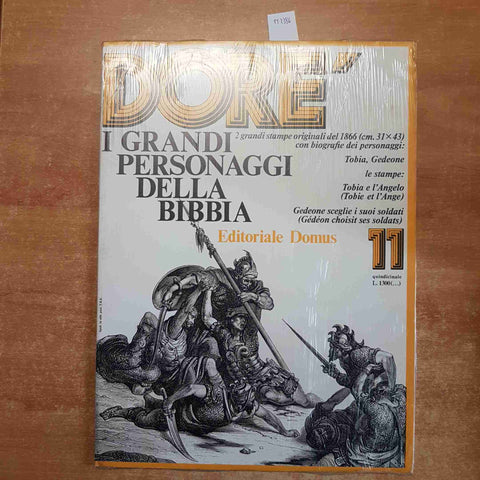 DORE'
2 grandi stampe originali del 1866 (cm. 31×43)
con biografie dei personaggi:
I GRANDI
PERSONAGGI
DELLA
BIBBIA
Tobia, Gedeone
le stampe:
Tobia e l'Angelo
(Tobie et l'Ange)
Gedeone sceglie i suoi soldati
(Gédéon choisit ses soldats)
Editoriale Domus
11
quindicinale
L. 1300(...)